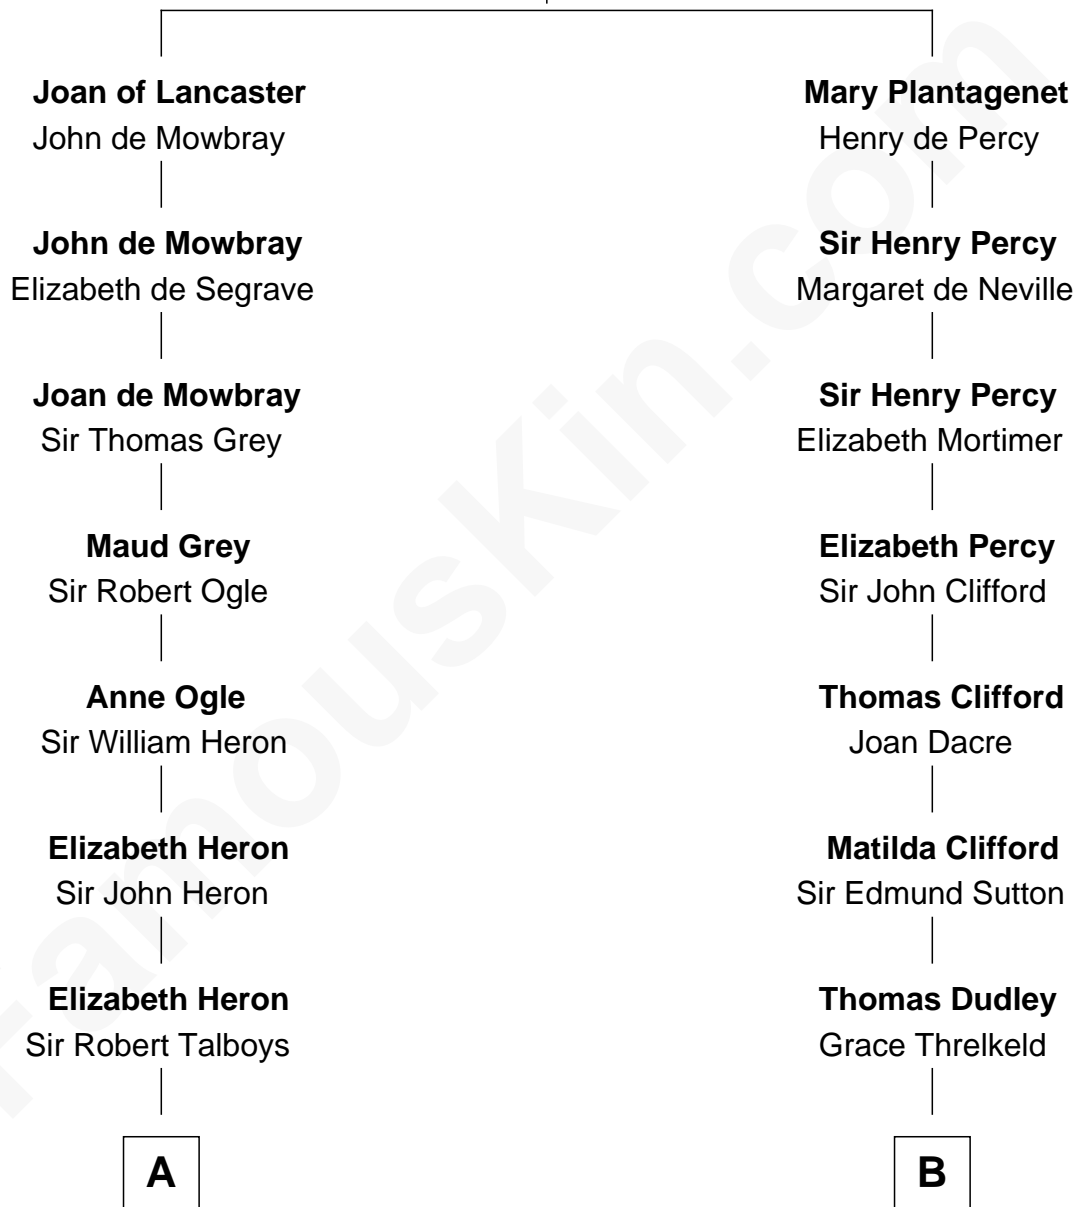 Joan of Lancaster
John de Mowbray
John de Mowbray
Elizabeth de Segrave
Joan de Mowbray
Sir Thomas Grey
Maud Grey
Sir Robert Ogle
Anne Ogle
Sir William Heron
Elizabeth Heron
Sir John Heron
Elizabeth Heron
Sir Robert Talboys
A
Mary Plantagenet
Henry de Percy
Sir Henry Percy
Margaret de Neville
Sir Henry Percy
Elizabeth Mortimer
Elizabeth Percy
Sir John Clifford
Thomas Clifford
Joan Dacre
Matilda Clifford
Sir Edmund Sutton
Thomas Dudley
Grace Threlkeld
B
FamousKin.com